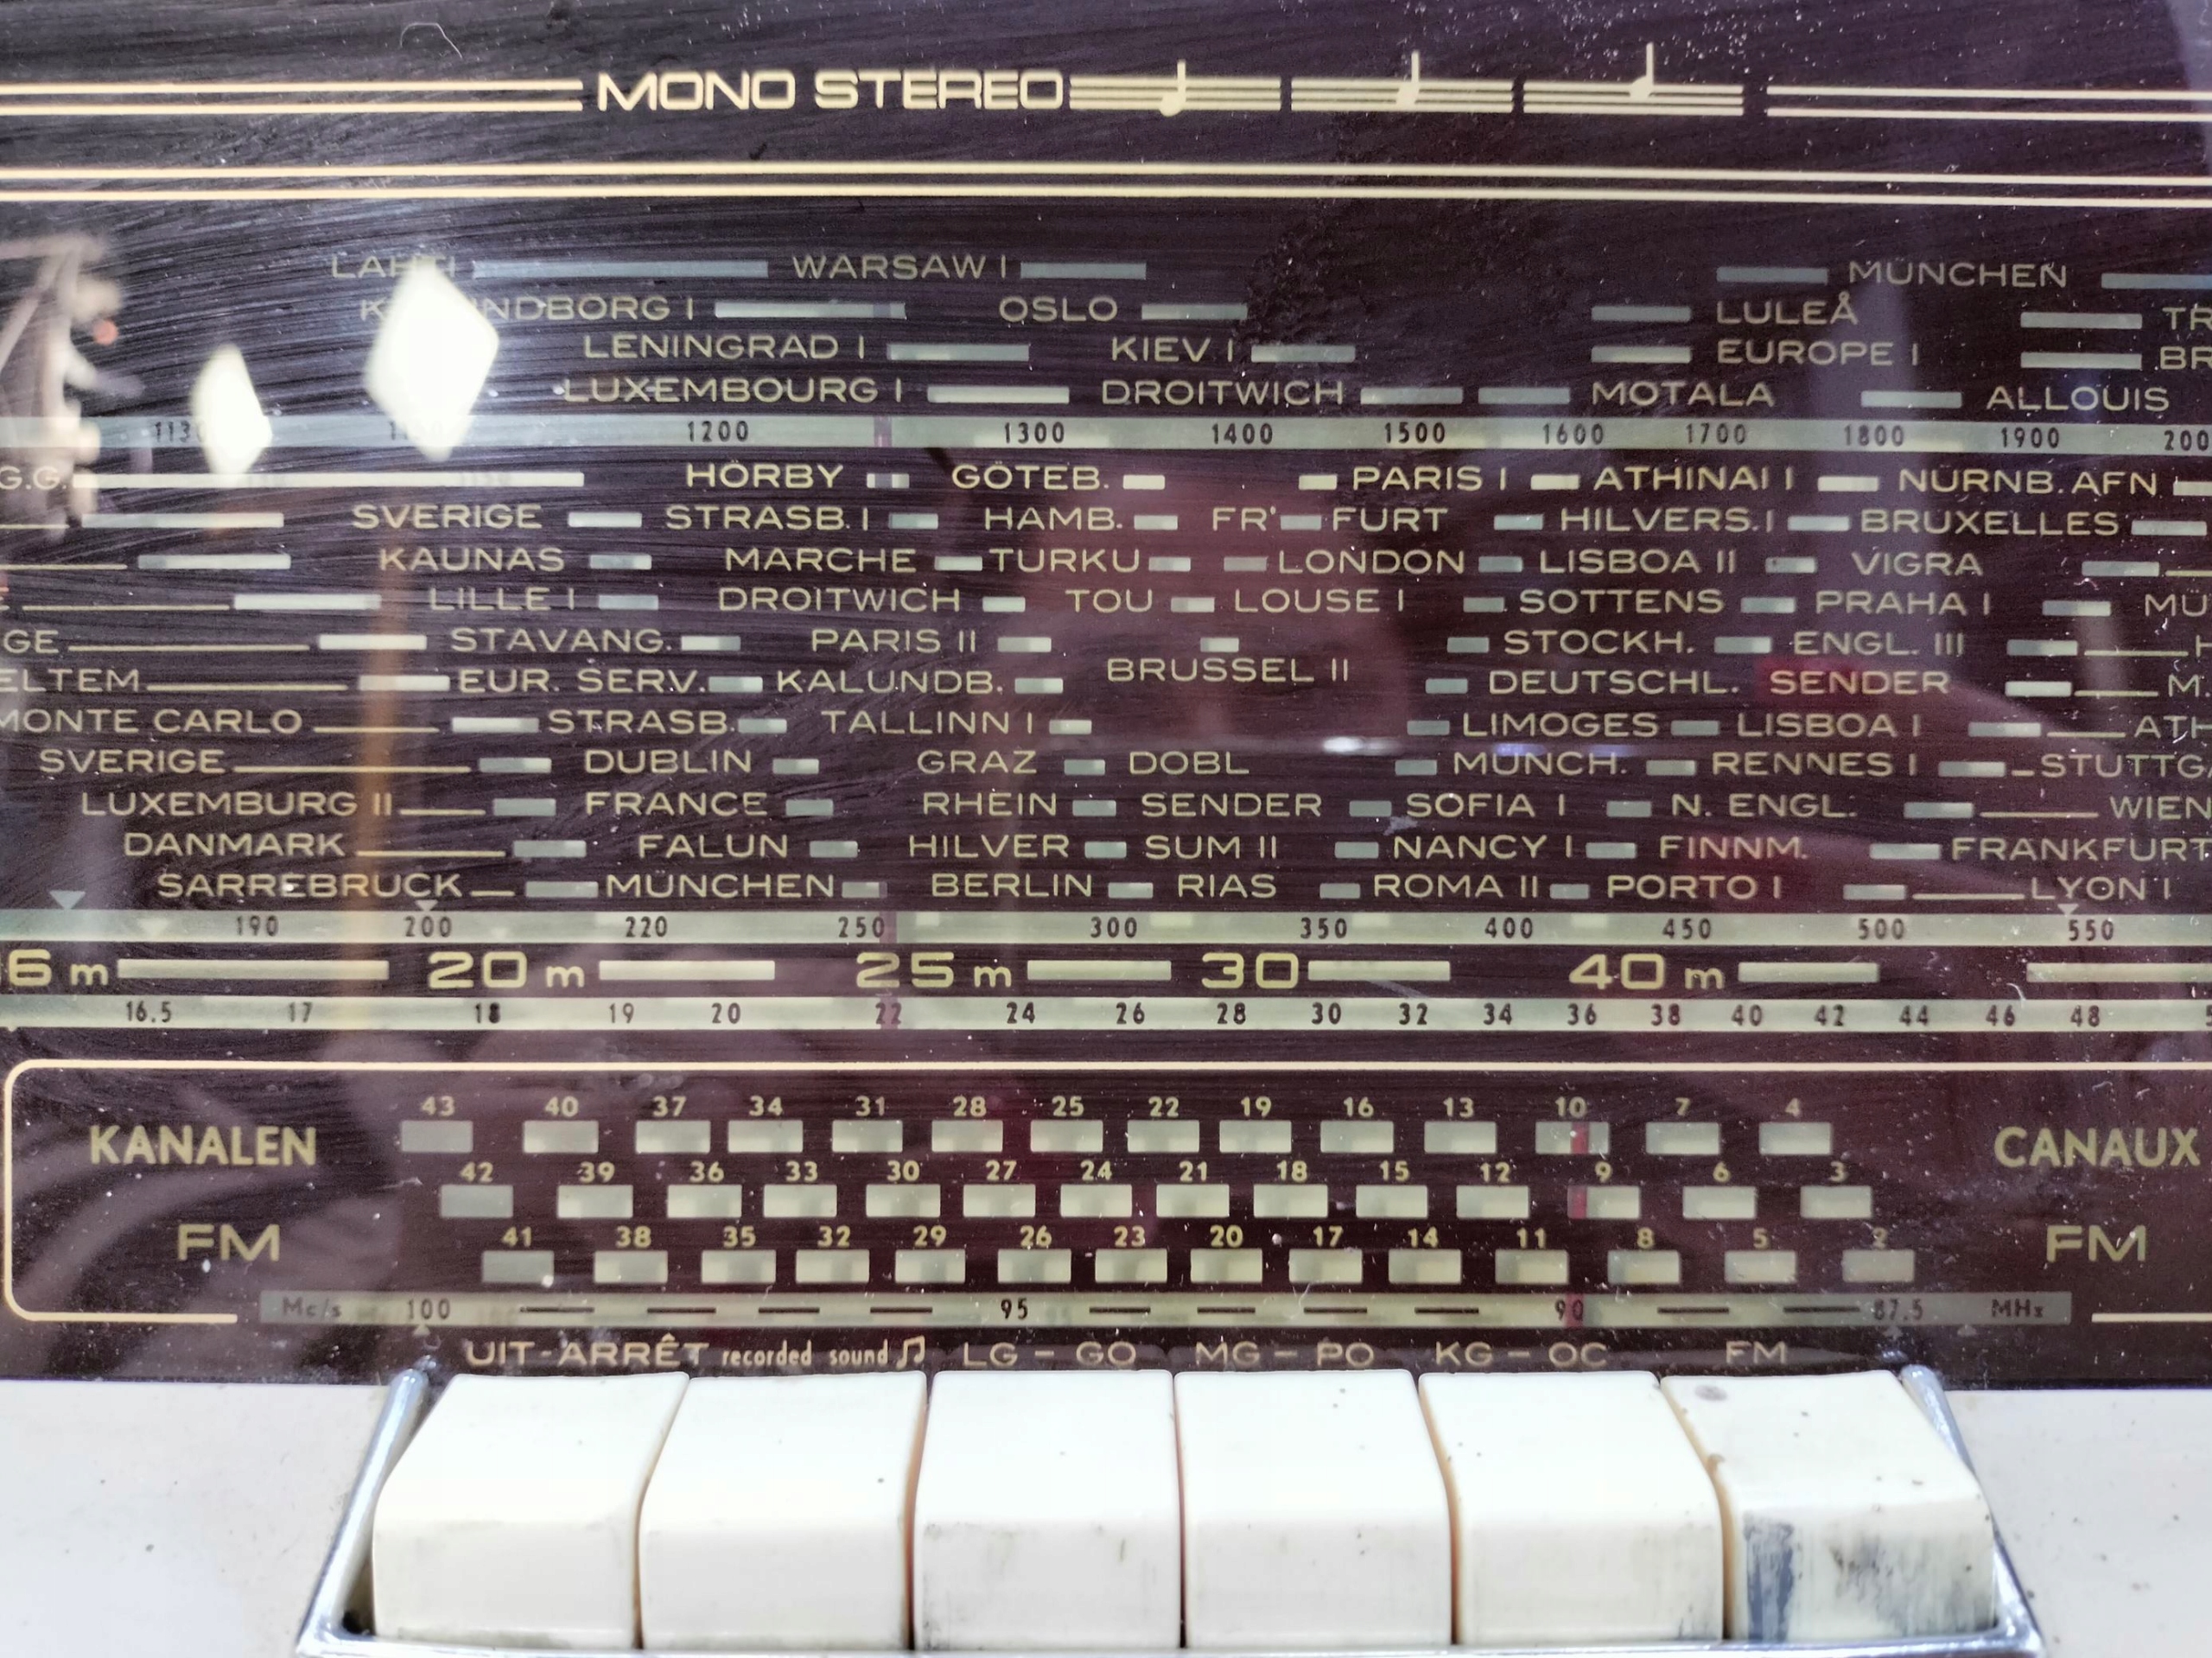 MONO STEREO
WARSAW I MÜNCHEN
OSLO LULEÅ
LENINGRAD I KIEV I EUROPE I
LUXEMBOURG I DROITWICH MOTALA ALLOUIS
1200 1300 1400 1500 1600 1700 1800 1900
G.G. HÖRBY GÖTEB. PARIS I ATHINAI I NÜRNB. AFN
SVERIGE STRASB. I HAMB. FR' FURT HILVERS. I BRUXELLES
KAUNAS MARCHE TURKU LONDON LISBOA II VIGRA
LILLE I DROITWICH TOU LOUSE I SOTTENS PRAHA I MÜ
GE STAVANG. PARIS II STOCKH. ENGL. III
ELTEM EUR. SERV. KALUNDB. BRUSSEL II DEUTSCHL. SENDER M
MONTE CARLO STRASB. TALLINN I LIMOGES LISBOA I ATH
SVERIGE DUBLIN GRAZ DOBL MÜNCH. RENNES I STUTTG
LUXEMBURG II FRANCE RHEIN SENDER SOFIA I N. ENGL. WIEN
DANMARK FALUN HILVER SUM II NANCY I FINNM. FRANKFURT
SARREBRUCK MÜNCHEN BERLIN RIAS ROMA II PORTO I LYON I
190 200 220 250 300 350 400 450 500 550
6 m 20 m 25 m 30 40 m
16.5 17 18 19 20 22 24 26 28 30 32 34 36 38 40 42 44 46 48
43 40 37 34 31 28 25 22 19 16 13 10 7 4
KANALEN CANAUX
42 39 36 33 30 27 24 21 18 15 12 9 6 3
FM FM
41 38 35 32 29 26 23 20 17 14 11 8 5 2
Mc/s 100 95 90 87.5 MHz
UIT-ARRÊT recorded sound LG - GO MG - PO KG - OC FM